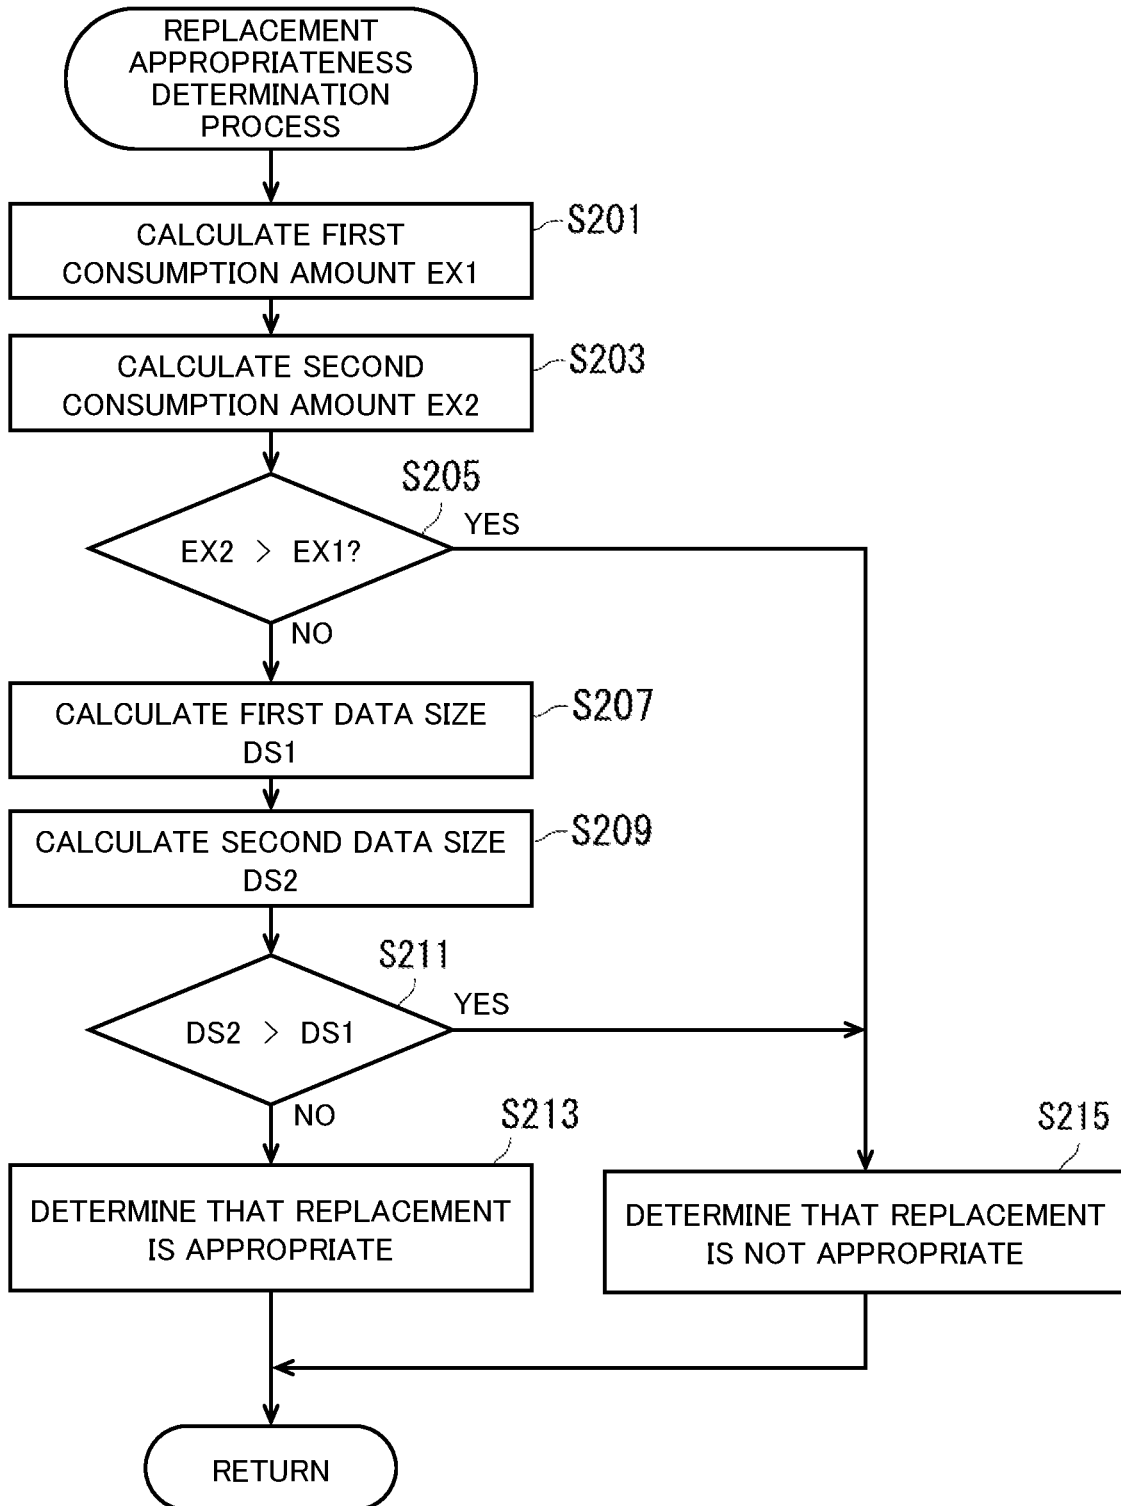 REPLACEMENT
APPROPRIATENESS
DETERMINATION
PROCESS
S201
CALCULATE FIRST
CONSUMPTION AMOUNT EX1
S203
CALCULATE SECOND
CONSUMPTION AMOUNT EX2
S205
YES
EX2 > EX1?
NO
S207
CALCULATE FIRST DATA SIZE
DS1
S209
CALCULATE SECOND DATA SIZE
DS2
S211
YES
DS2 > DS1
NO
S213
S215
DETERMINE THAT REPLACEMENT
IS APPROPRIATE
DETERMINE THAT REPLACEMENT
IS NOT APPROPRIATE
RETURN